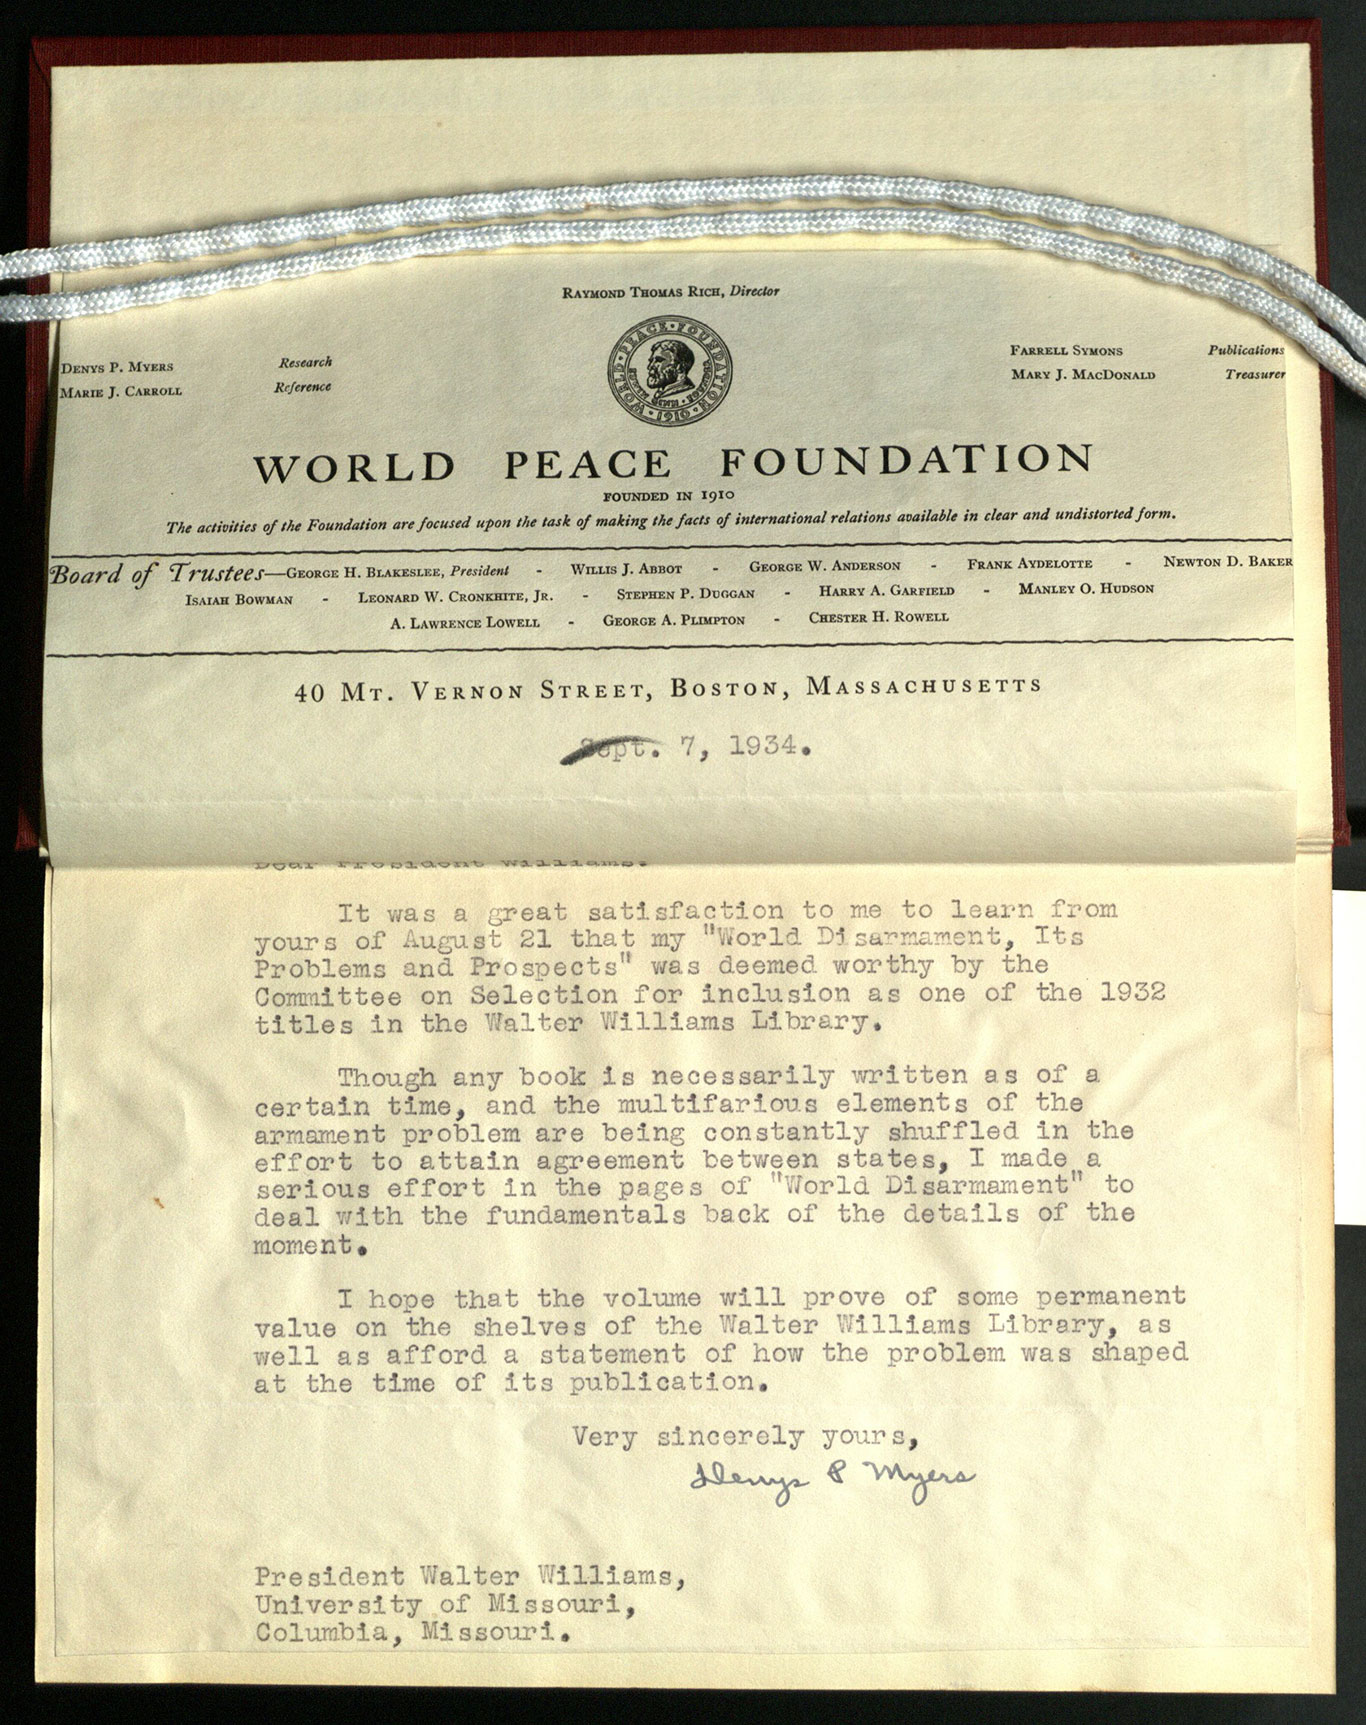 RAYMOND THOMAS RICH, Director
DENYS P. MYERS Research
MARIE J. CARROLL Reference
FARRELL SYMONS Publications
MARY J. MACDONALD Treasurer
WORLD · PEACE · FOUNDATION · 1910 ·
WORLD PEACE FOUNDATION
FOUNDED IN 1910
The activities of the Foundation are focused upon the task of making the facts of international relations available in clear and undistorted form.
Board of Trustees—GEORGE H. BLAKESLEE, President - WILLIS J. ABBOT - GEORGE W. ANDERSON - FRANK AYDELOTTE - NEWTON D. BAKER
ISAIAH BOWMAN - LEONARD W. CRONKHITE, JR. - STEPHEN P. DUGGAN - HARRY A. GARFIELD - MANLEY O. HUDSON
A. LAWRENCE LOWELL - GEORGE A. PLIMPTON - CHESTER H. ROWELL
40 MT. VERNON STREET, BOSTON, MASSACHUSETTS
Sept. 7, 1934.
Dear President Williams:
It was a great satisfaction to me to learn from
yours of August 21 that my "World Disarmament, Its
Problems and Prospects" was deemed worthy by the
Committee on Selection for inclusion as one of the 1932
titles in the Walter Williams Library.
Though any book is necessarily written as of a
certain time, and the multifarious elements of the
armament problem are being constantly shuffled in the
effort to attain agreement between states, I made a
serious effort in the pages of "World Disarmament" to
deal with the fundamentals back of the details of the
moment.
I hope that the volume will prove of some permanent
value on the shelves of the Walter Williams Library, as
well as afford a statement of how the problem was shaped
at the time of its publication.
Very sincerely yours,
Denys P Myers
President Walter Williams,
University of Missouri,
Columbia, Missouri.